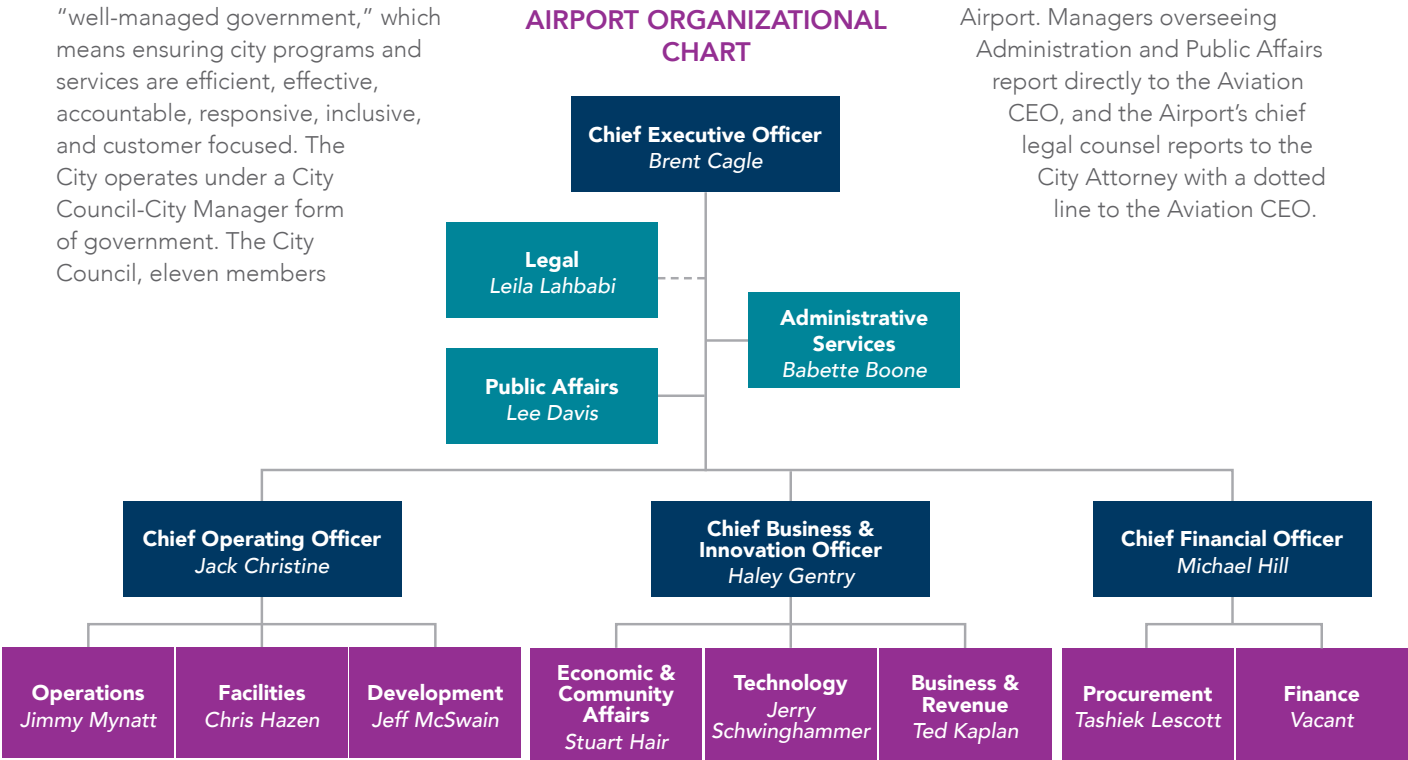 “well-managed government,” which
means ensuring city programs and
services are efficient, effective,
accountable, responsive, inclusive,
and customer focused. The
City operates under a City
Council-City Manager form
of government. The City
Council, eleven members
AIRPORT ORGANIZATIONAL
CHART
Airport. Managers overseeing
Administration and Public Affairs
report directly to the Aviation
CEO, and the Airport’s chief
legal counsel reports to the
City Attorney with a dotted
line to the Aviation CEO.
Chief Executive Officer
Brent Cagle
Legal
Leila Lahbabi
Administrative
Services
Babette Boone
Public Affairs
Lee Davis
Chief Operating Officer
Jack Christine
Chief Business &
Innovation Officer
Haley Gentry
Chief Financial Officer
Michael Hill
Operations
Jimmy Mynatt
Facilities
Chris Hazen
Development
Jeff McSwain
Economic &
Community
Affairs
Stuart Hair
Technology
Jerry
Schwinghammer
Business &
Revenue
Ted Kaplan
Procurement
Tashiek Lescott
Finance
Vacant